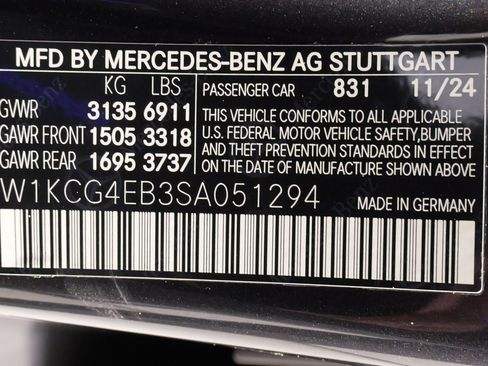 MFD BY MERCEDES-BENZ AG STUTTGART
KG LBS
PASSENGER CAR 831 11/24
GWWR 3135 6911
GAWR FRONT 1505 3318
GAWR REAR 1695 3737
THIS VEHICLE CONFORMS TO ALL APPLICABLE
U.S. FEDERAL MOTOR VEHICLE SAFETY, BUMPER,
AND THEFT PREVENTION STANDARDS IN EFFECT
ON THE DATE OF MANUFACTURE SHOWN ABOVE
W1KCG4EB3SA051294
MADE IN GERMANY